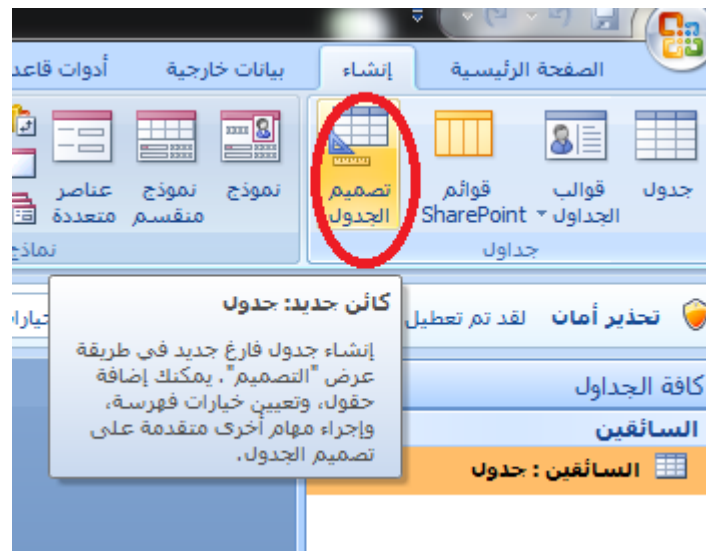 الصفحة الرئيسية
إنشاء
بيانات خارجية
أدوات قاعد
جدول
قوالب
الجداول
قوائم
SharePoint
تصميم
الجدول
نموذج
نموذج
منقسم
عناصر
متعددة
جداول
نماذج
تحذير أمان
لقد تم تعطيل
كائن جديد: جدول
إنشاء جدول فارغ جديد في طريقة
عرض "التصميم". يمكنك إضافة
حقول، وتعيين خيارات فهرسة،
وإجراء مهام أخرى متقدمة على
تصميم الجدول.
كافة الجداول
السائقين
السائقين : جدول